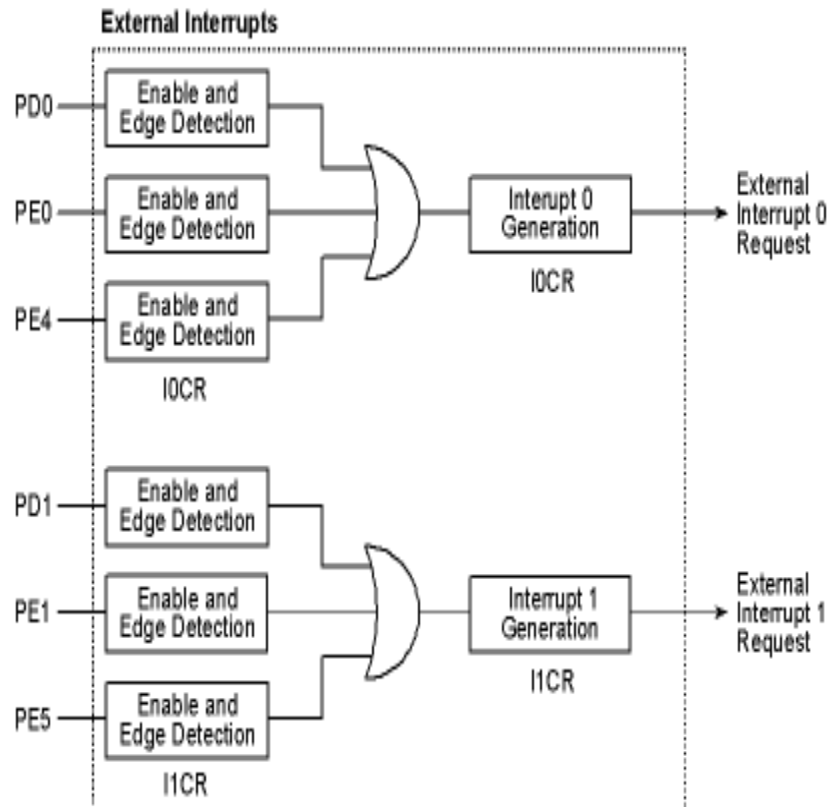 External Interrupts
PD0
Enable and
Edge Detection
PE0
Enable and
Edge Detection
Interupt 0
Generation
External
Interrupt 0
Request
I0CR
PE4
Enable and
Edge Detection
I0CR
PD1
Enable and
Edge Detection
PE1
Enable and
Edge Detection
Interrupt 1
Generation
External
Interrupt 1
Request
I1CR
PE5
Enable and
Edge Detection
I1CR